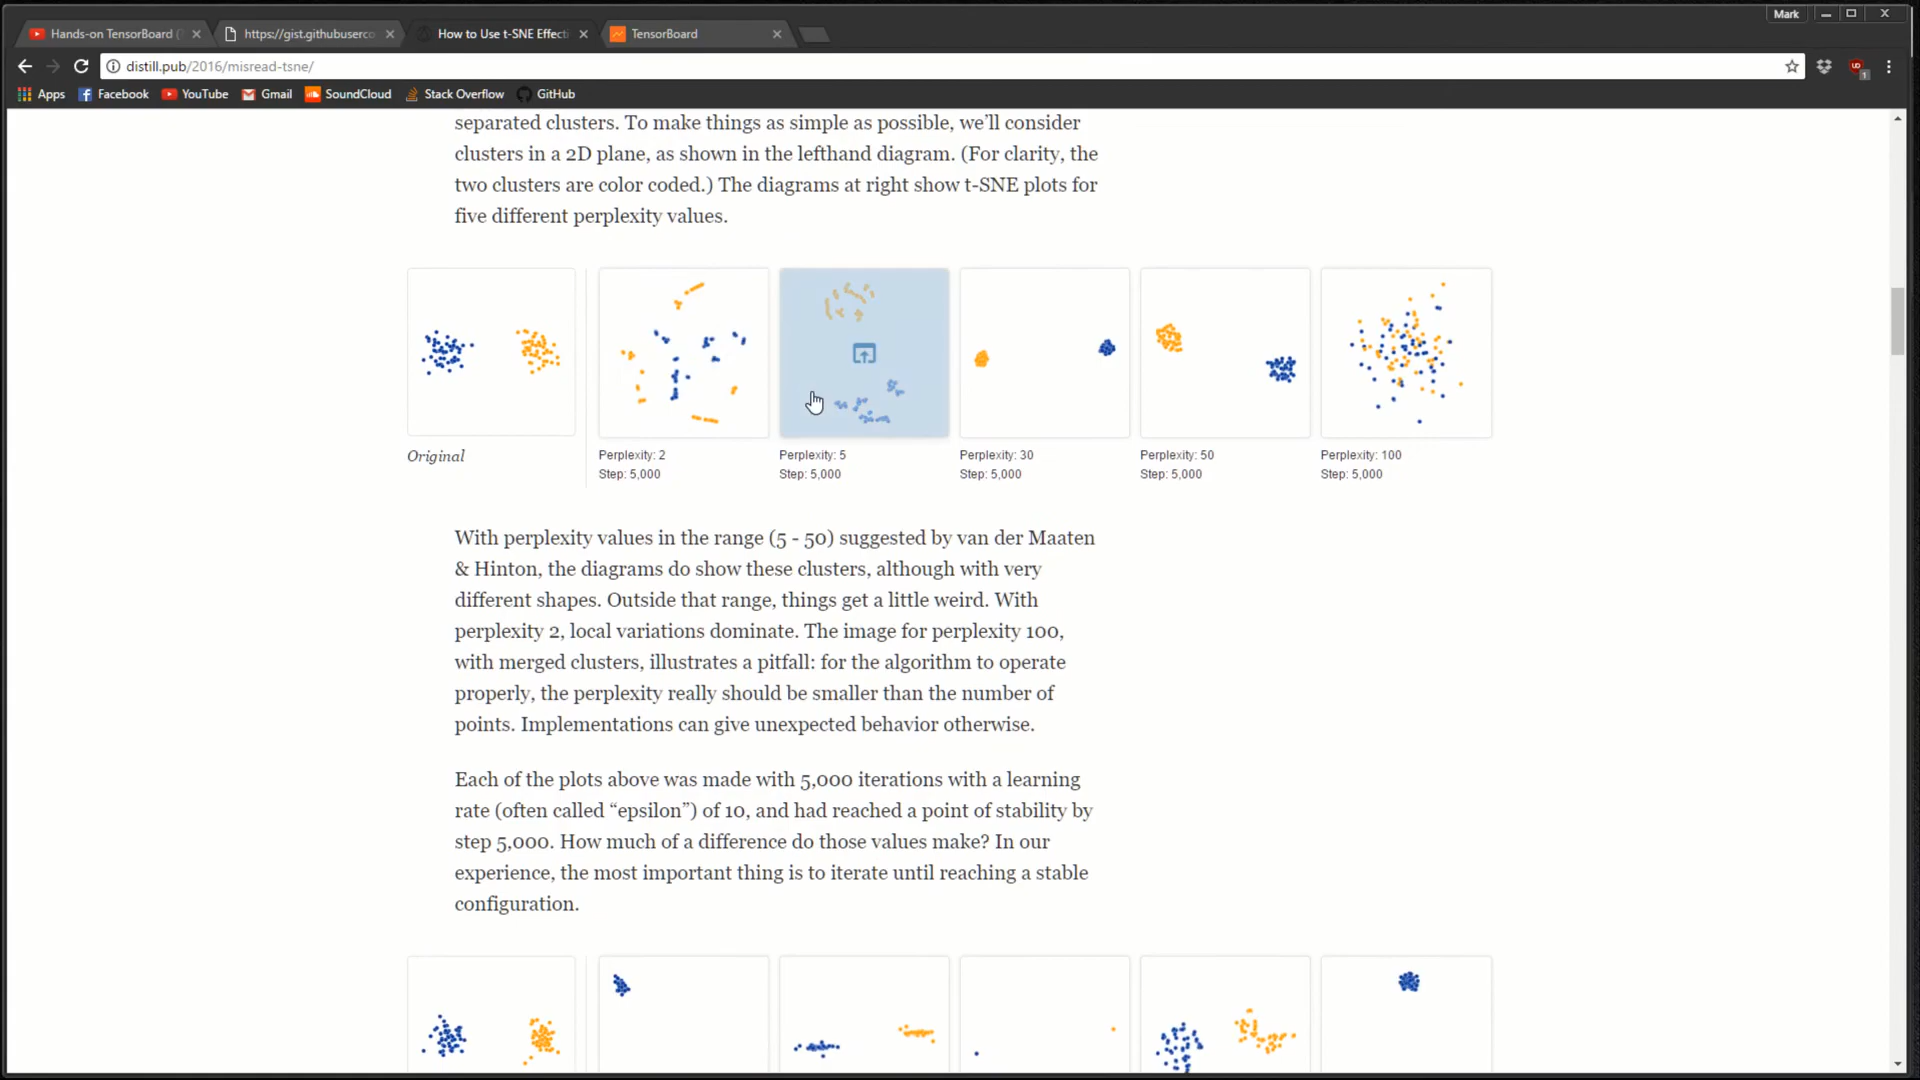 Mark
Hands-on TensorBoard (
https://gist.githubuserco
How to Use t-SNE Effecti
TensorBoard
distill.pub/2016/misread-tsne/
Apps
Facebook
YouTube
Gmail
SoundCloud
Stack Overflow
GitHub
separated clusters. To make things as simple as possible, we’ll consider
clusters in a 2D plane, as shown in the lefthand diagram. (For clarity, the
two clusters are color coded.) The diagrams at right show t-SNE plots for
five different perplexity values.
Original
Perplexity: 2
Step: 5,000
Perplexity: 5
Step: 5,000
Perplexity: 30
Step: 5,000
Perplexity: 50
Step: 5,000
Perplexity: 100
Step: 5,000
With perplexity values in the range (5 - 50) suggested by van der Maaten
& Hinton, the diagrams do show these clusters, although with very
different shapes. Outside that range, things get a little weird. With
perplexity 2, local variations dominate. The image for perplexity 100,
with merged clusters, illustrates a pitfall: for the algorithm to operate
properly, the perplexity really should be smaller than the number of
points. Implementations can give unexpected behavior otherwise.
Each of the plots above was made with 5,000 iterations with a learning
rate (often called “epsilon”) of 10, and had reached a point of stability by
step 5,000. How much of a difference do those values make? In our
experience, the most important thing is to iterate until reaching a stable
configuration.